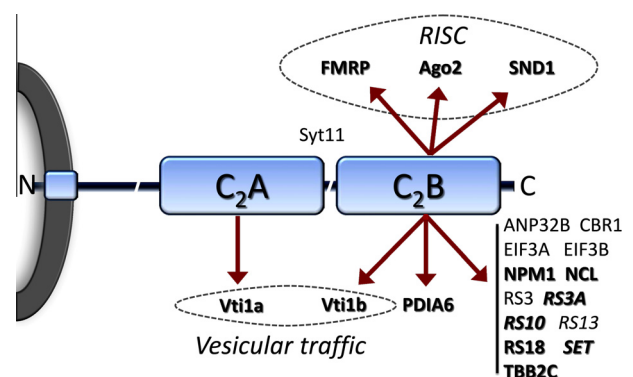 RISC
FMRP Ago2 SND1
Syt11
N C₂A C₂B C
ANP32B CBR1
EIF3A EIF3B
NPM1 NCL
RS3 RS3A
RS10 RS13
RS18 SET
TBB2C
Vti1a Vti1b PDIA6
Vesicular traffic